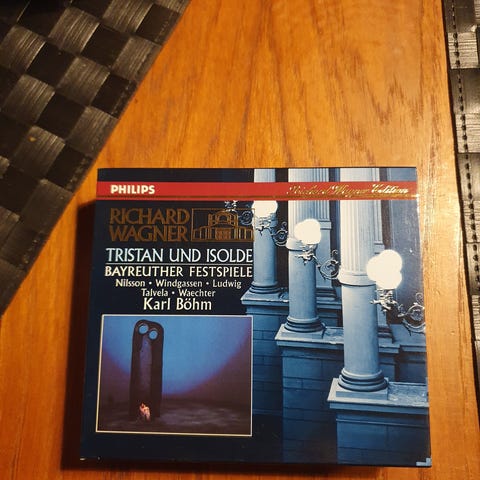 PHILIPS
Richard Wagner Edition
RICHARD
WAGNER
TRISTAN UND ISOLDE
BAYREUTHER FESTSPIELE
Nilsson • Windgassen • Ludwig
Talvela • Waechter
Karl Böhm